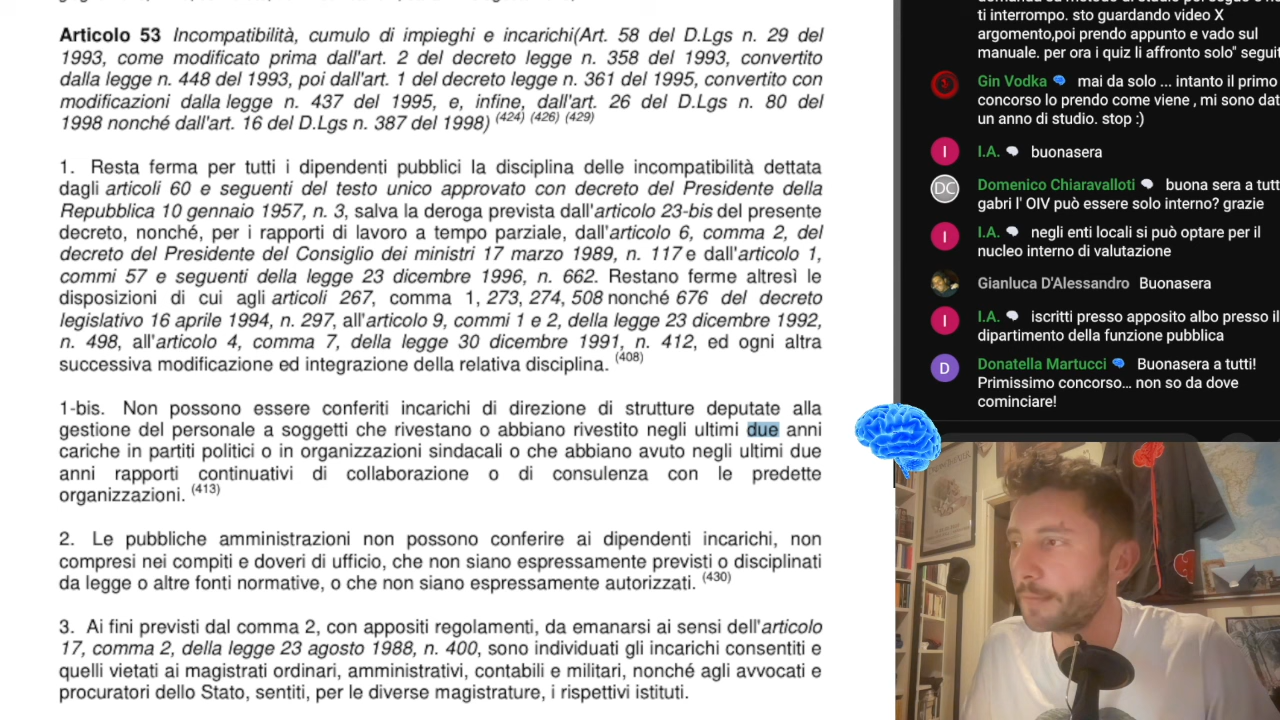 Articolo 53 Incompatibilità, cumulo di impieghi e incarichi(Art. 58 del D.Lgs n. 29 del
1993, come modificato prima dall'art. 2 del decreto legge n. 358 del 1993, convertito
dalla legge n. 448 del 1993, poi dall'art. 1 del decreto legge n. 361 del 1995, convertito con
modificazioni dalla legge n. 437 del 1995, e, infine, dall'art. 26 del D.Lgs n. 80 del
1998 nonché dall'art. 16 del D.Lgs n. 387 del 1998) (424) (426) (429)
1. Resta ferma per tutti i dipendenti pubblici la disciplina delle incompatibilità dettata
dagli articoli 60 e seguenti del testo unico approvato con decreto del Presidente della
Repubblica 10 gennaio 1957, n. 3, salva la deroga prevista dall'articolo 23-bis del presente
decreto, nonché, per i rapporti di lavoro a tempo parziale, dall'articolo 6, comma 2, del
decreto del Presidente del Consiglio dei ministri 17 marzo 1989, n. 117 e dall'articolo 1,
commi 57 e seguenti della legge 23 dicembre 1996, n. 662. Restano ferme altresì le
disposizioni di cui agli articoli 267, comma 1, 273, 274, 508 nonché 676 del decreto
legislativo 16 aprile 1994, n. 297, all'articolo 9, commi 1 e 2, della legge 23 dicembre 1992,
n. 498, all'articolo 4, comma 7, della legge 30 dicembre 1991, n. 412, ed ogni altra
successiva modificazione ed integrazione della relativa disciplina. (408)
1-bis. Non possono essere conferiti incarichi di direzione di strutture deputate alla
gestione del personale a soggetti che rivestano o abbiano rivestito negli ultimi due anni
cariche in partiti politici o in organizzazioni sindacali o che abbiano avuto negli ultimi due
anni rapporti continuativi di collaborazione o di consulenza con le predette
organizzazioni. (413)
2. Le pubbliche amministrazioni non possono conferire ai dipendenti incarichi, non
compresi nei compiti e doveri di ufficio, che non siano espressamente previsti o disciplinati
da legge o altre fonti normative, o che non siano espressamente autorizzati. (430)
3. Ai fini previsti dal comma 2, con appositi regolamenti, da emanarsi ai sensi dell'articolo
17, comma 2, della legge 23 agosto 1988, n. 400, sono individuati gli incarichi consentiti e
quelli vietati ai magistrati ordinari, amministrativi, contabili e militari, nonché agli avvocati e
procuratori dello Stato, sentiti, per le diverse magistrature, i rispettivi istituti.
ti interrompo. sto guardando video X
argomento,poi prendo appunto e vado sul
manuale. per ora i quiz li affronto solo" seguit
Gin Vodka mai da solo ... intanto il primo
concorso lo prendo come viene , mi sono dat
un anno di studio. stop :)
I I.A. buonasera
DC Domenico Chiaravalloti buona sera a tutt
gabri l' OIV può essere solo interno? grazie
I I.A. negli enti locali si può optare per il
nucleo interno di valutazione
Gianluca D'Alessandro Buonasera
I I.A. iscritti presso apposito albo presso il
dipartimento della funzione pubblica
D Donatella Martucci Buonasera a tutti!
Primissimo concorso... non so da dove
cominciare!